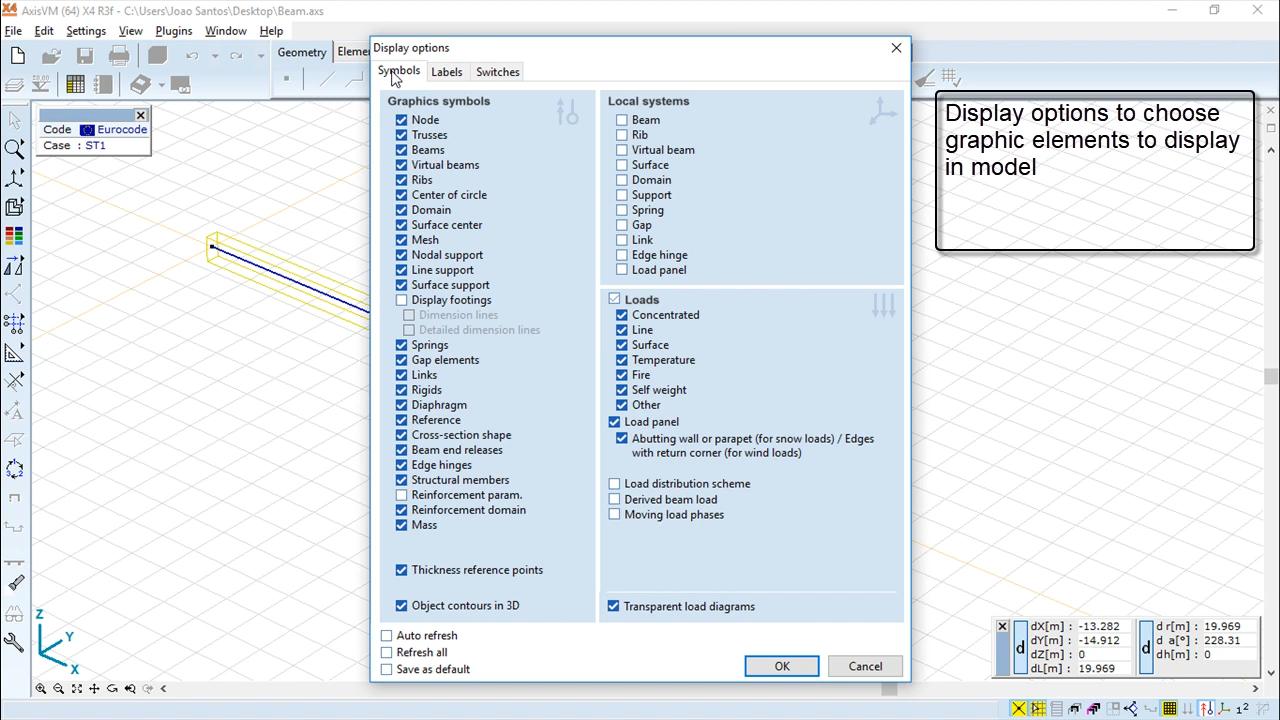 AxisVM (64) X4 R3f - C:\Users\Joao Santos\Desktop\Beam.axs
File Edit Settings View Plugins Window Help
Geometry Eleme
Code Eurocode
Case : ST1
Display options
Symbols Labels Switches
Graphics symbols
Node
Trusses
Beams
Virtual beams
Ribs
Center of circle
Domain
Surface center
Mesh
Nodal support
Line support
Surface support
Display footings
Dimension lines
Detailed dimension lines
Springs
Gap elements
Links
Rigids
Diaphragm
Reference
Cross-section shape
Beam end releases
Edge hinges
Structural members
Reinforcement param.
Reinforcement domain
Mass
Thickness reference points
Object contours in 3D
Local systems
Beam
Rib
Virtual beam
Surface
Domain
Support
Spring
Gap
Link
Edge hinge
Load panel
Loads
Concentrated
Line
Surface
Temperature
Fire
Self weight
Other
Load panel
Abutting wall or parapet (for snow loads) / Edges
with return corner (for wind loads)
Load distribution scheme
Derived beam load
Moving load phases
Transparent load diagrams
Auto refresh
Refresh all
Save as default
OK Cancel
Display options to choose
graphic elements to display
in model
Z
Y
X
d
dX[m] : -13.282
dY[m] : -14.912
dZ[m] : 0
dL[m] : 19.969
d
d r[m] : 19.969
d a[°] : 228.31
dh[m] : 0